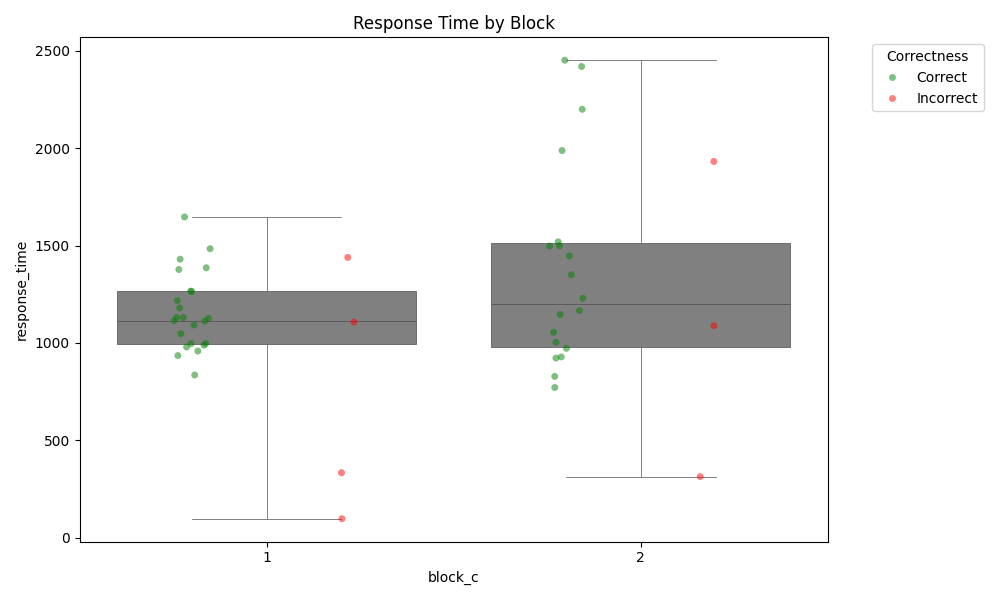 Response Time by Block
Correctness
Correct
Incorrect
response_time
2500
2000
1500
1000
500
0
1
2
block_c